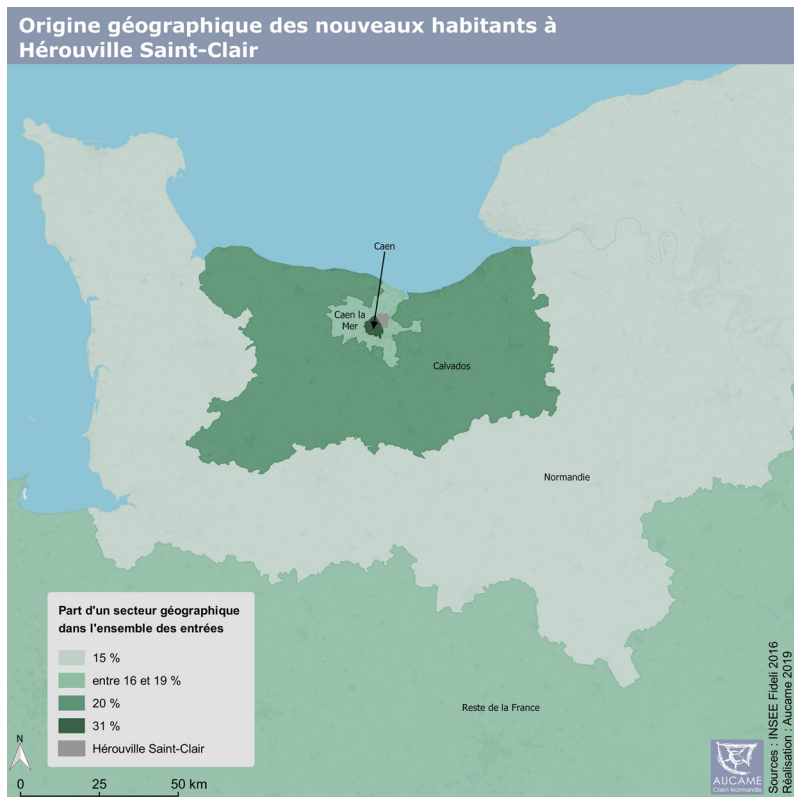 Origine géographique des nouveaux habitants à
Hérouville Saint-Clair
Caen
Caen la
Mer
Calvados
Normandie
Reste de la France
Part d'un secteur géographique
dans l'ensemble des entrées
15 %
entre 16 et 19 %
20 %
31 %
Hérouville Saint-Clair
N
0 25 50 km
AUCAME
Caen Normandie
Sources : INSEE Fideli 2016
Réalisation : Aucame 2019